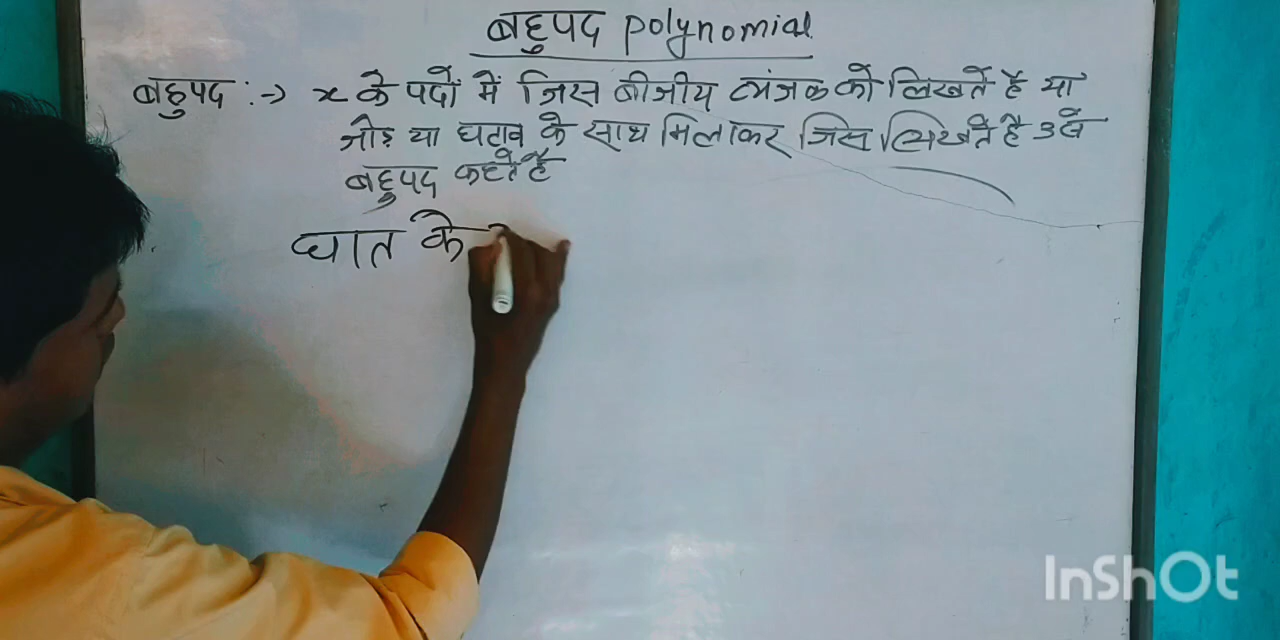 बहुपद polynomial
बहुपद :→ x के पदों में जिस बीजीय व्यंजक को लिखते है या
जोड़ या घटाव के साथ मिलाकर जिस लिखते है उसे
बहुपद कहते है
घात के
InShOt